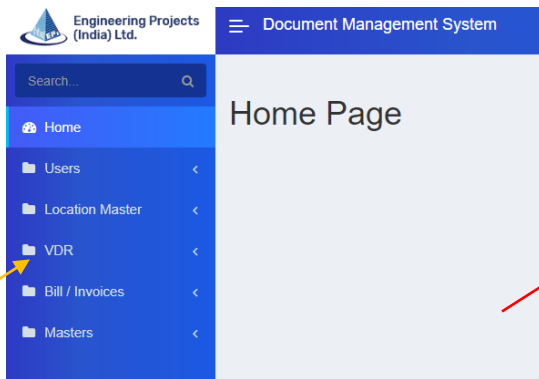 Engineering Projects
(India) Ltd.
Document Management System
Search...
Home Page
Home
Users
Location Master
VDR
Bill / Invoices
Masters